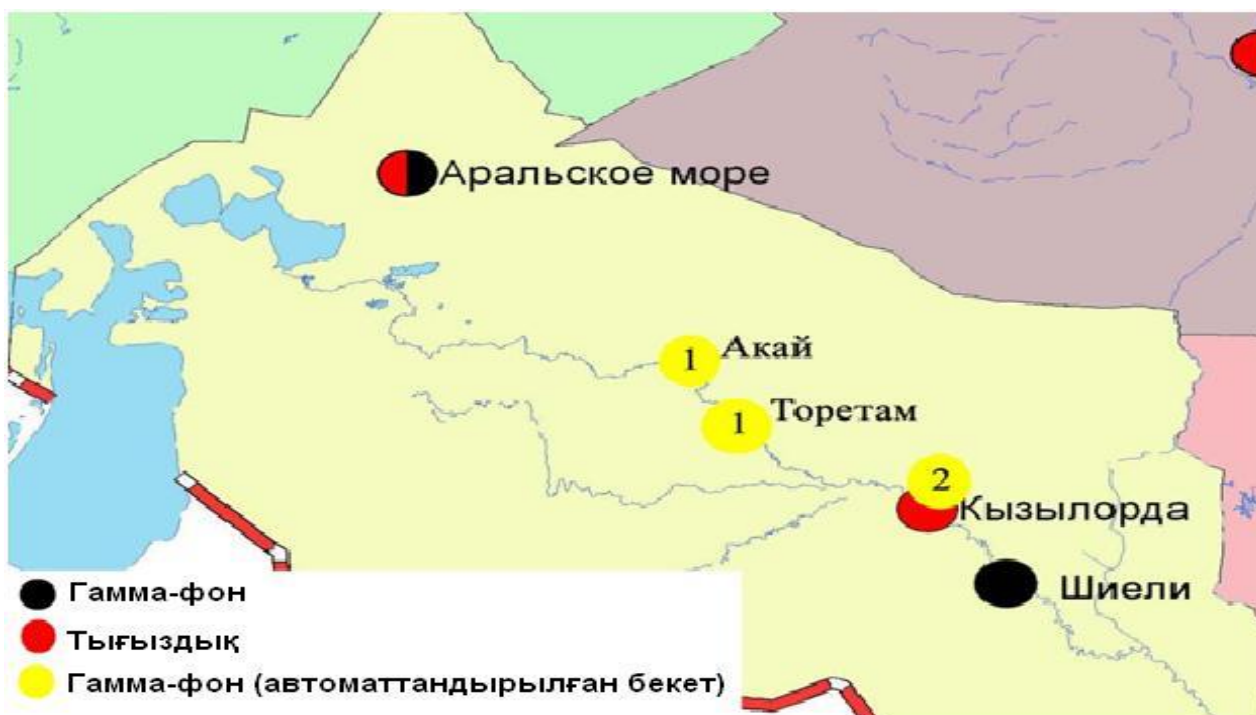 Аральское море
1 Акай
1 Торетам
2
Кызылорда
Шиели
Гамма-фон
Тығыздық
Гамма-фон (автоматтандырылған бекет)